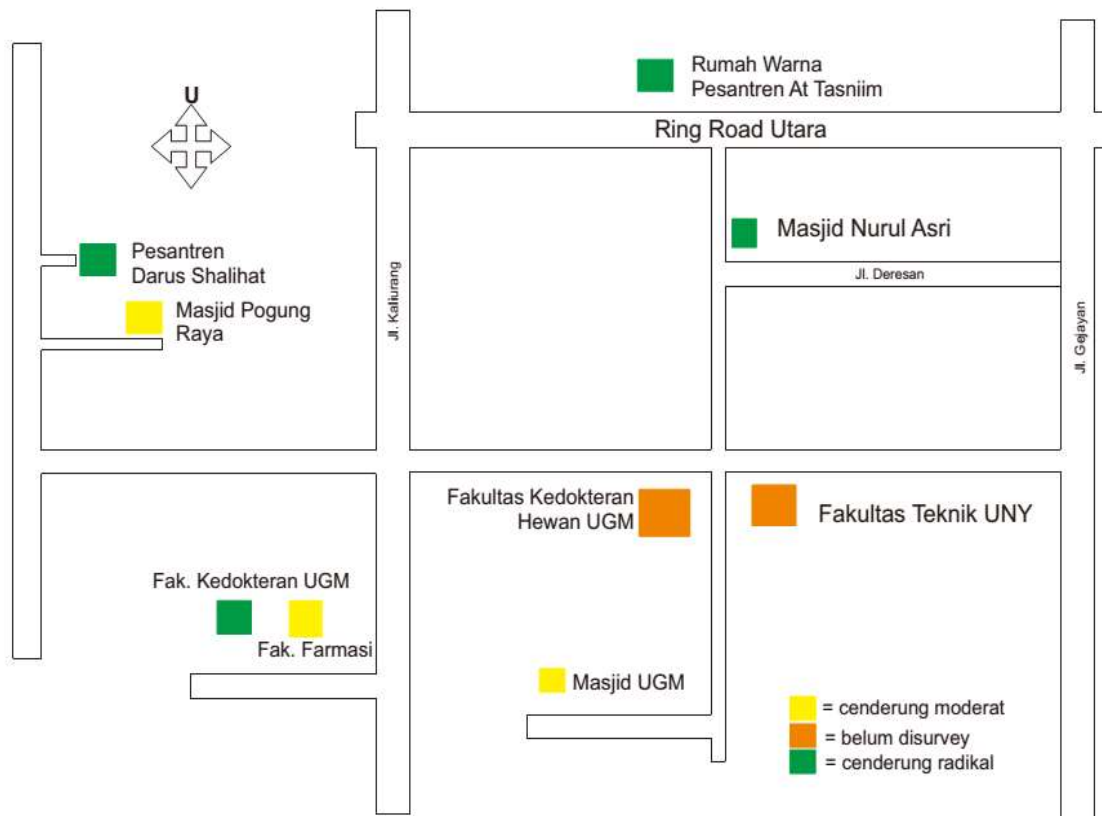 U
Rumah Warna
Pesantren At Tasniim
Ring Road Utara
Pesantren
Darus Shalihat
Masjid Nurul Asri
Jl. Deresan
Masjid Pogung
Raya
Jl. Kaliurang
Jl. Gejayan
Fakultas Kedokteran
Hewan UGM
Fakultas Teknik UNY
Fak. Kedokteran UGM
Fak. Farmasi
Masjid UGM
= cenderung moderat
= belum disurvey
= cenderung radikal